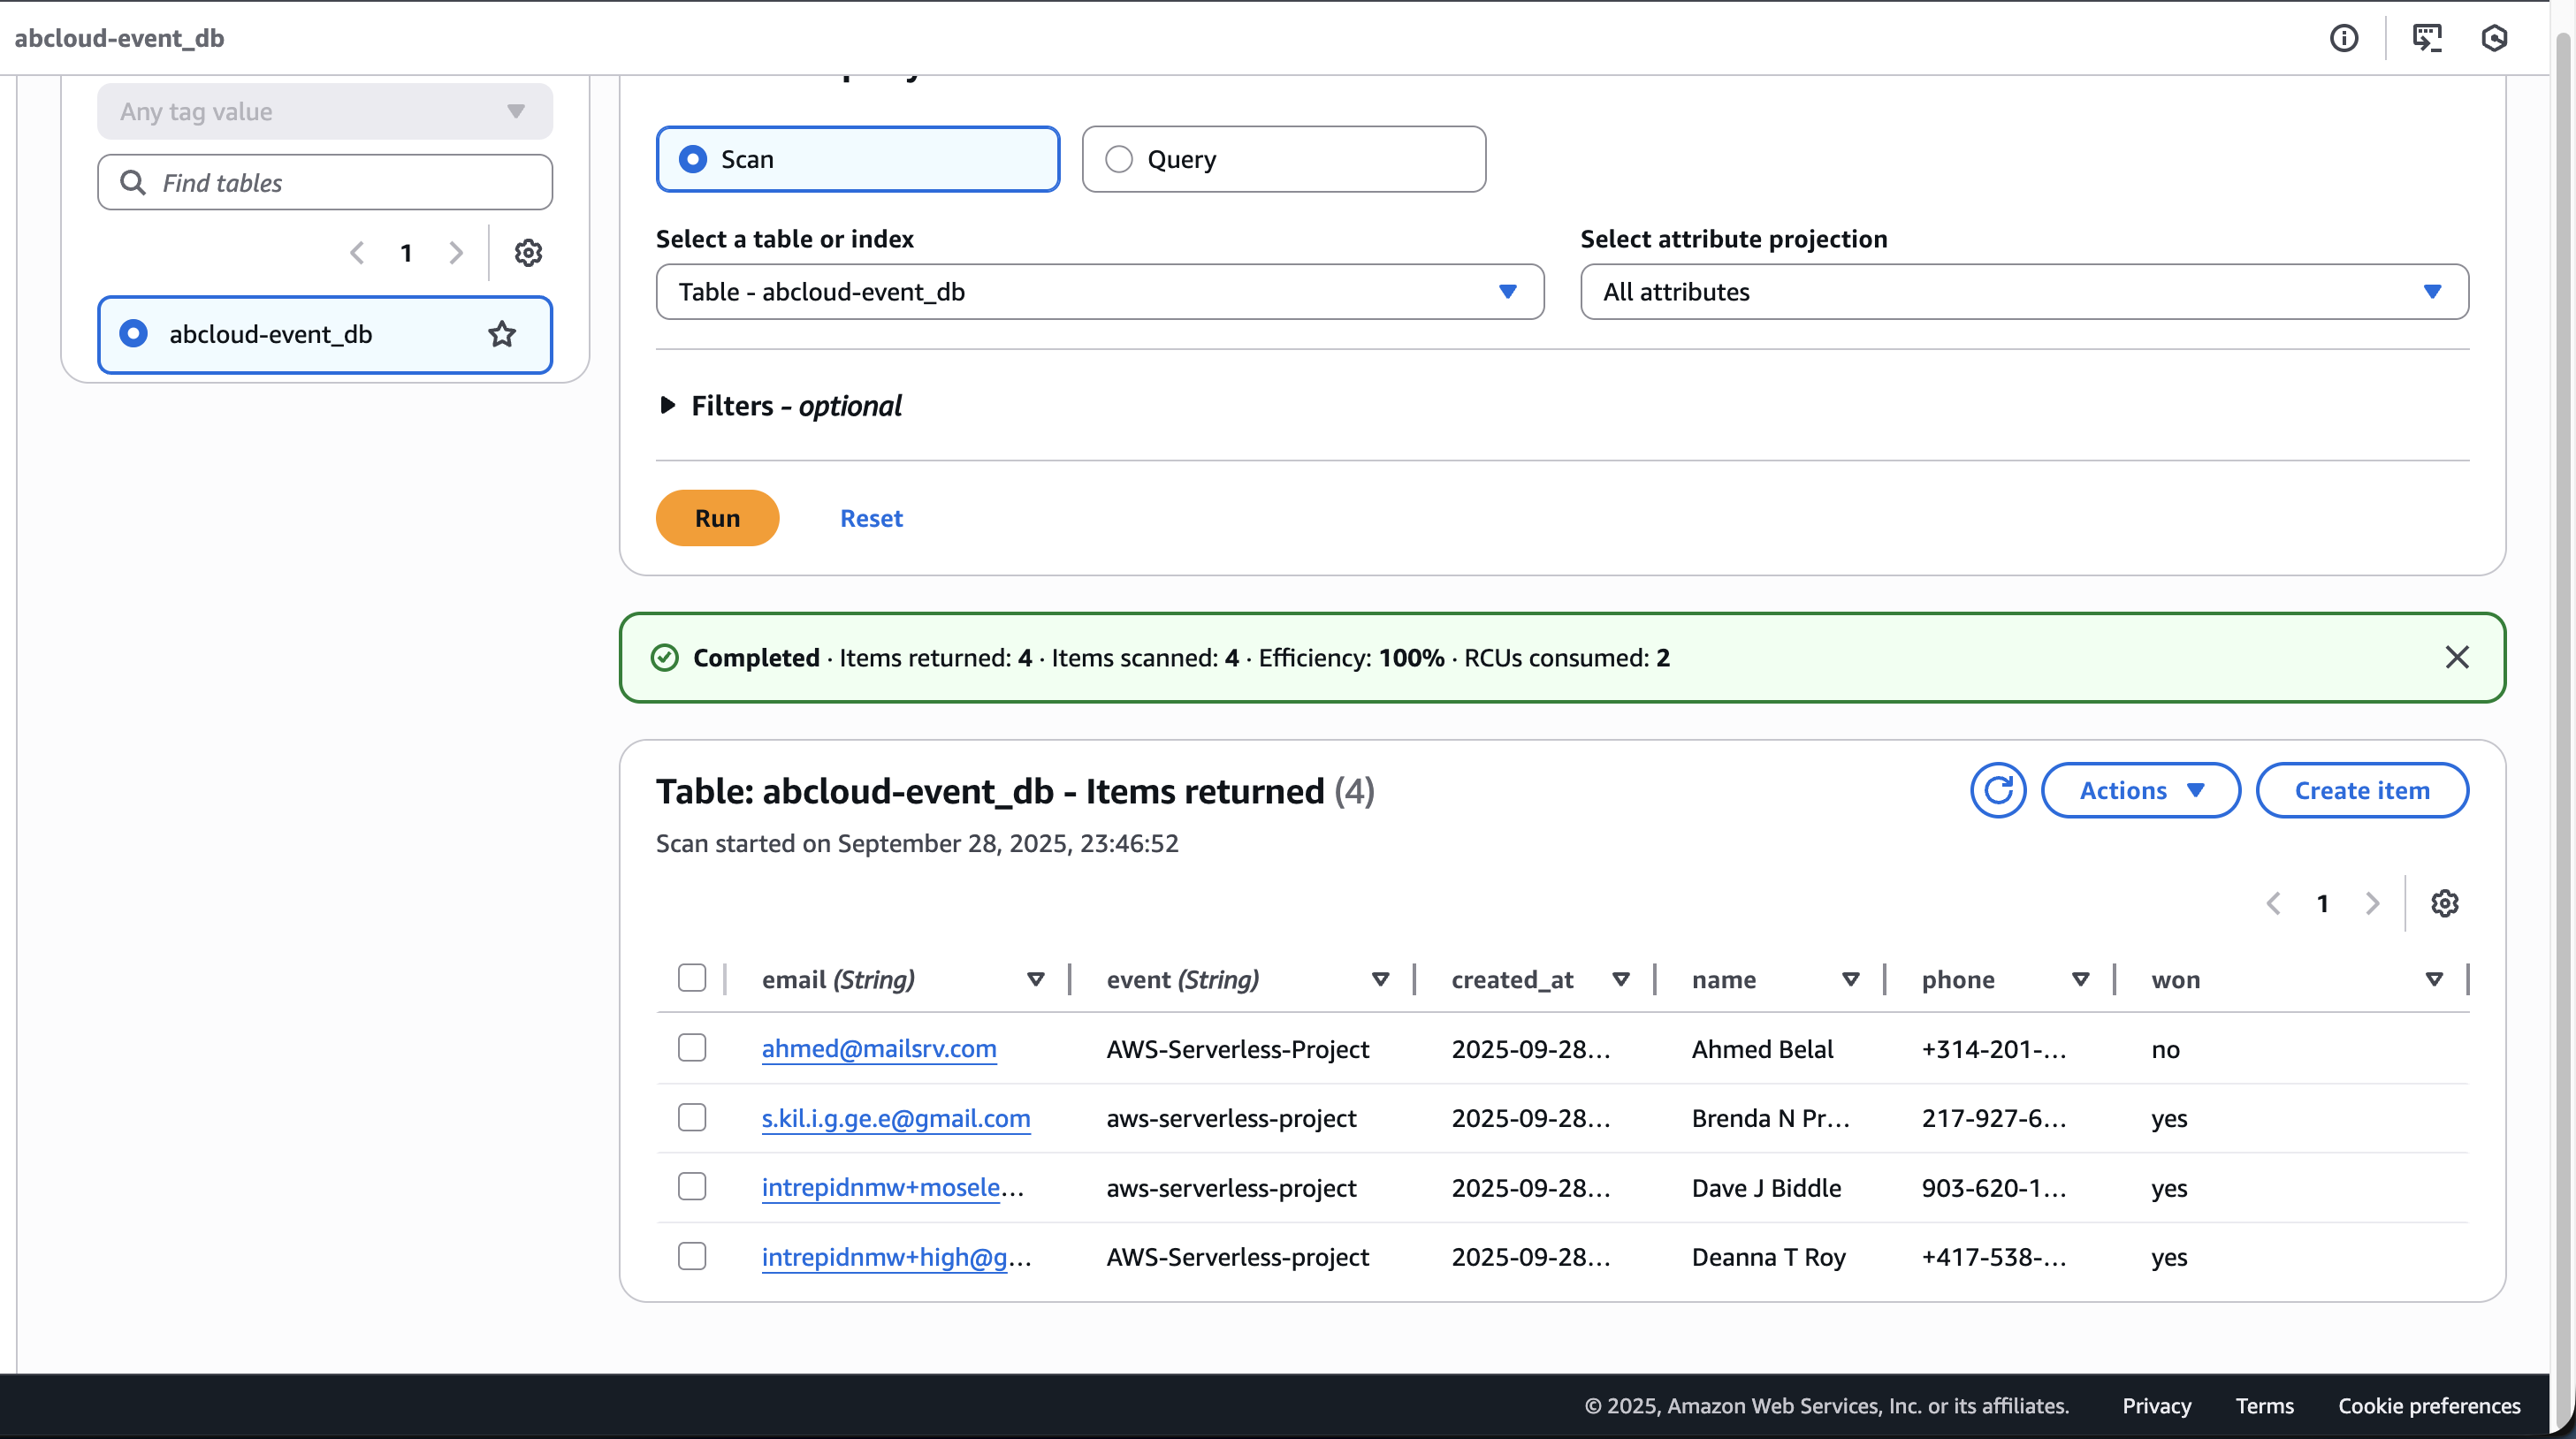 abcloud-event_db
Any tag value
Find tables
1
abcloud-event_db
Scan
Query
Select a table or index
Select attribute projection
Table - abcloud-event_db
All attributes
Filters - optional
Run
Reset
Completed · Items returned: 4 · Items scanned: 4 · Efficiency: 100% · RCUs consumed: 2
Table: abcloud-event_db - Items returned (4)
Actions
Create item
Scan started on September 28, 2025, 23:46:52
1
email (String) event (String) created_at name phone won
ahmed@mailsrv.com AWS-Serverless-Project 2025-09-28... Ahmed Belal +314-201-... no
s.kil.i.g.ge.e@gmail.com aws-serverless-project 2025-09-28... Brenda N Pr... 217-927-6... yes
intrepidnmw+mosele... aws-serverless-project 2025-09-28... Dave J Biddle 903-620-1... yes
intrepidnmw+high@g... AWS-Serverless-project 2025-09-28... Deanna T Roy +417-538-... yes
© 2025, Amazon Web Services, Inc. or its affiliates. Privacy Terms Cookie preferences